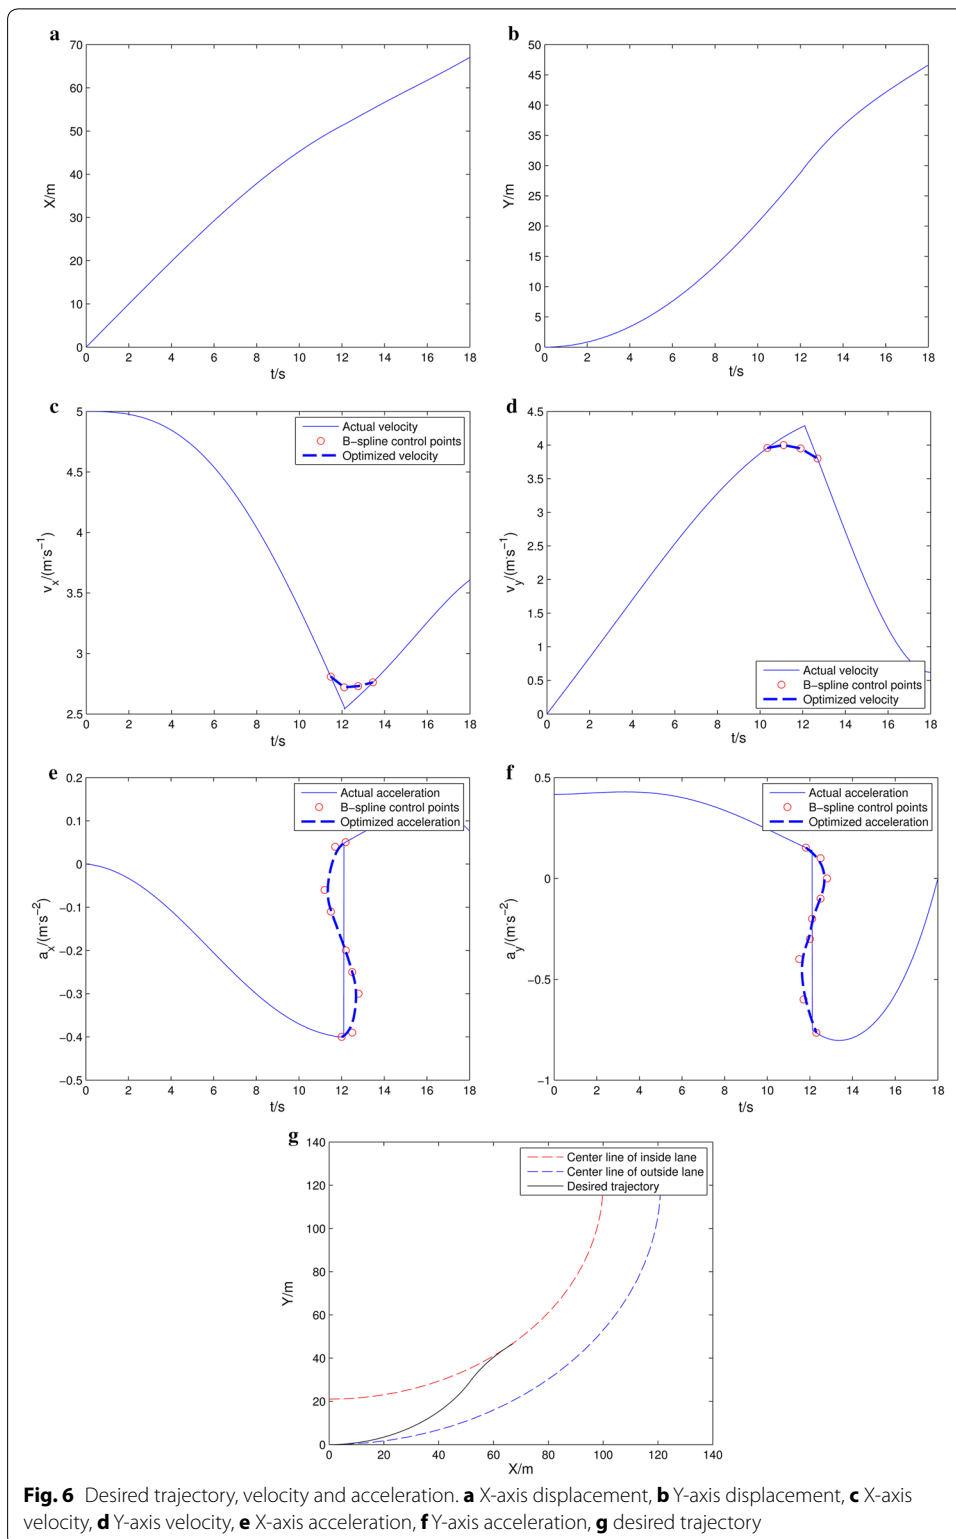 a
70
60
50
40
30
20
10
0
X/m
0 2 4 6 8 10 12 14 16 18
t/s
b
50
45
40
35
30
25
20
15
10
5
0
Y/m
0 2 4 6 8 10 12 14 16 18
t/s
c
5
4.5
4
3.5
3
2.5
v_x/(m·s−1)
Actual velocity
B−spline control points
Optimized velocity
0 2 4 6 8 10 12 14 16 18
t/s
d
4.5
4
3.5
3
2.5
2
1.5
1
0.5
0
v_y/(m·s−1)
Actual velocity
B−spline control points
Optimized velocity
0 2 4 6 8 10 12 14 16 18
t/s
e
0.2
0.1
0
−0.1
−0.2
−0.3
−0.4
−0.5
a_x/(m·s−2)
Actual acceleration
B−spline control points
Optimized acceleration
0 2 4 6 8 10 12 14 16 18
t/s
f
0.5
0
−0.5
−1
a_y/(m·s−2)
Actual acceleration
B−spline control points
Optimized acceleration
0 2 4 6 8 10 12 14 16 18
t/s
g
140
120
100
80
60
40
20
0
Y/m
Center line of inside lane
Center line of outside lane
Desired trajectory
0 20 40 60 80 100 120 140
X/m
Fig. 6 Desired trajectory, velocity and acceleration. a X-axis displacement, b Y-axis displacement, c X-axis
velocity, d Y-axis velocity, e X-axis acceleration, f Y-axis acceleration, g desired trajectory